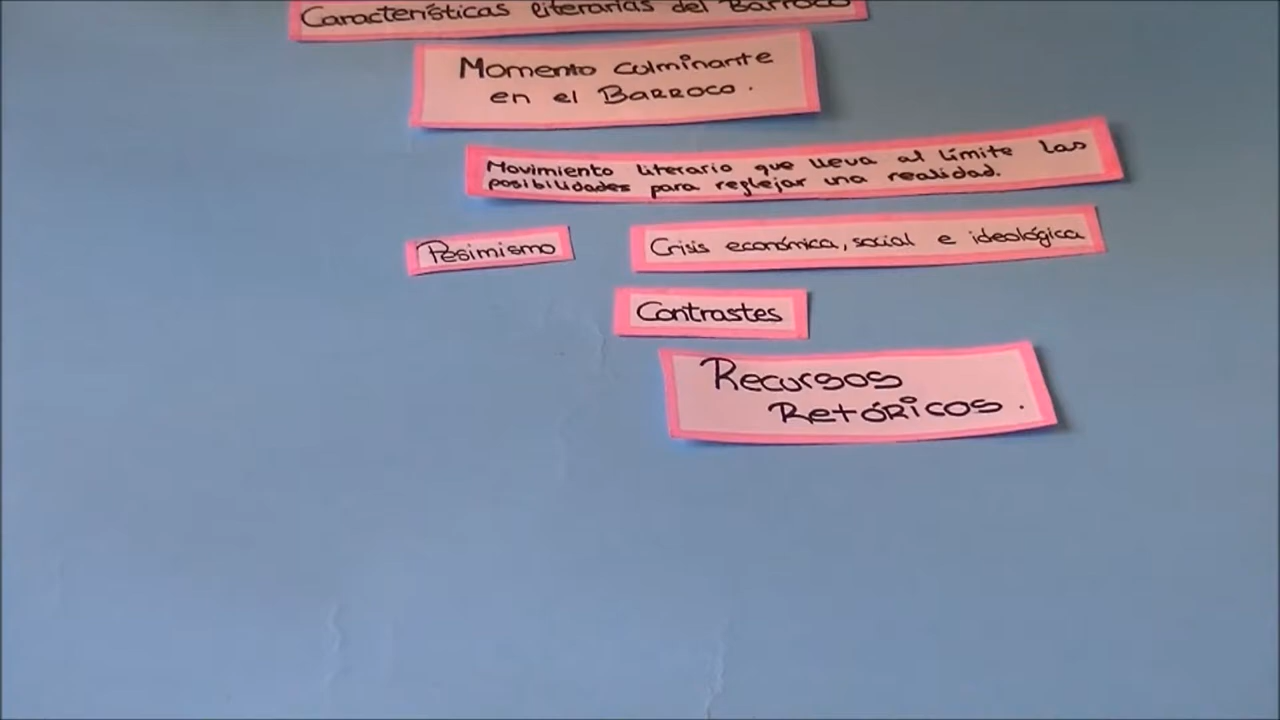 Características literarias del Barroco
Momento culminante
en el BARROCO.
Movimiento literario que lleva al límite las
posibilidades para reflejar una realidad.
Pesimismo
Crisis económica, social e ideológica
Contrastes
Recursos
Retóricos.